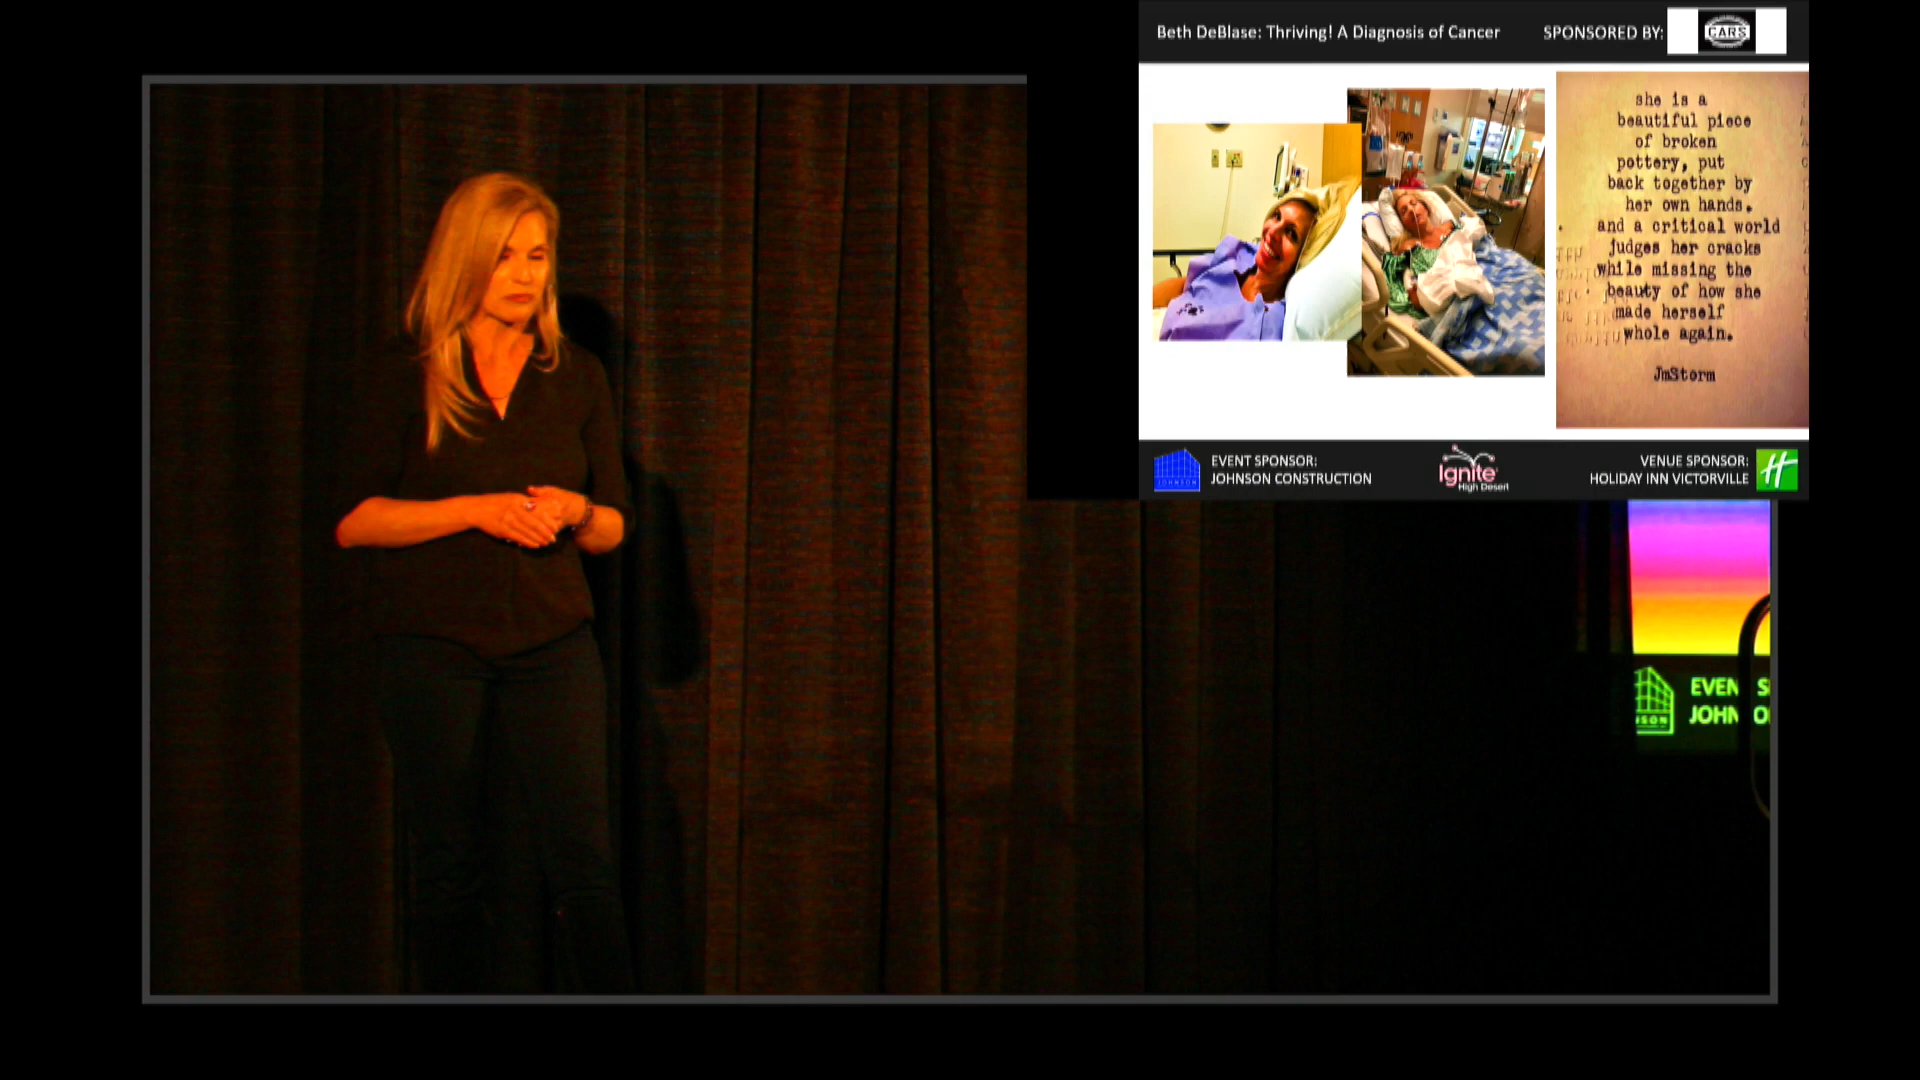 Beth DeBlase: Thriving! A Diagnosis of Cancer
SPONSORED BY:
CARS
she is a
beautiful piece
of broken
pottery, put
back together by
her own hands.
and a critical world
judges her cracks
while missing the
beauty of how she
made herself
whole again.
JmStorm
JOHNSON
EVENT SPONSOR:
JOHNSON CONSTRUCTION
Ignite
High Desert
VENUE SPONSOR:
HOLIDAY INN VICTORVILLE
H
EVEN S
JOHN O
NSON